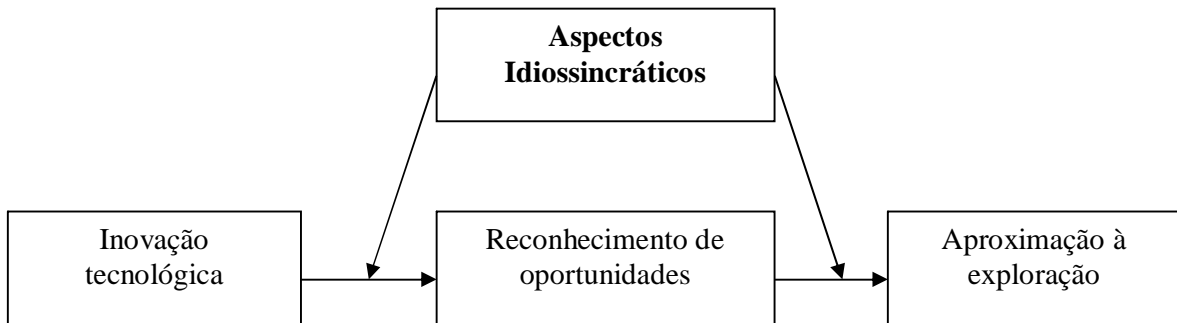 Aspectos
Idiossincráticos
Inovação
tecnológica
Reconhecimento de
oportunidades
Aproximação à
exploração